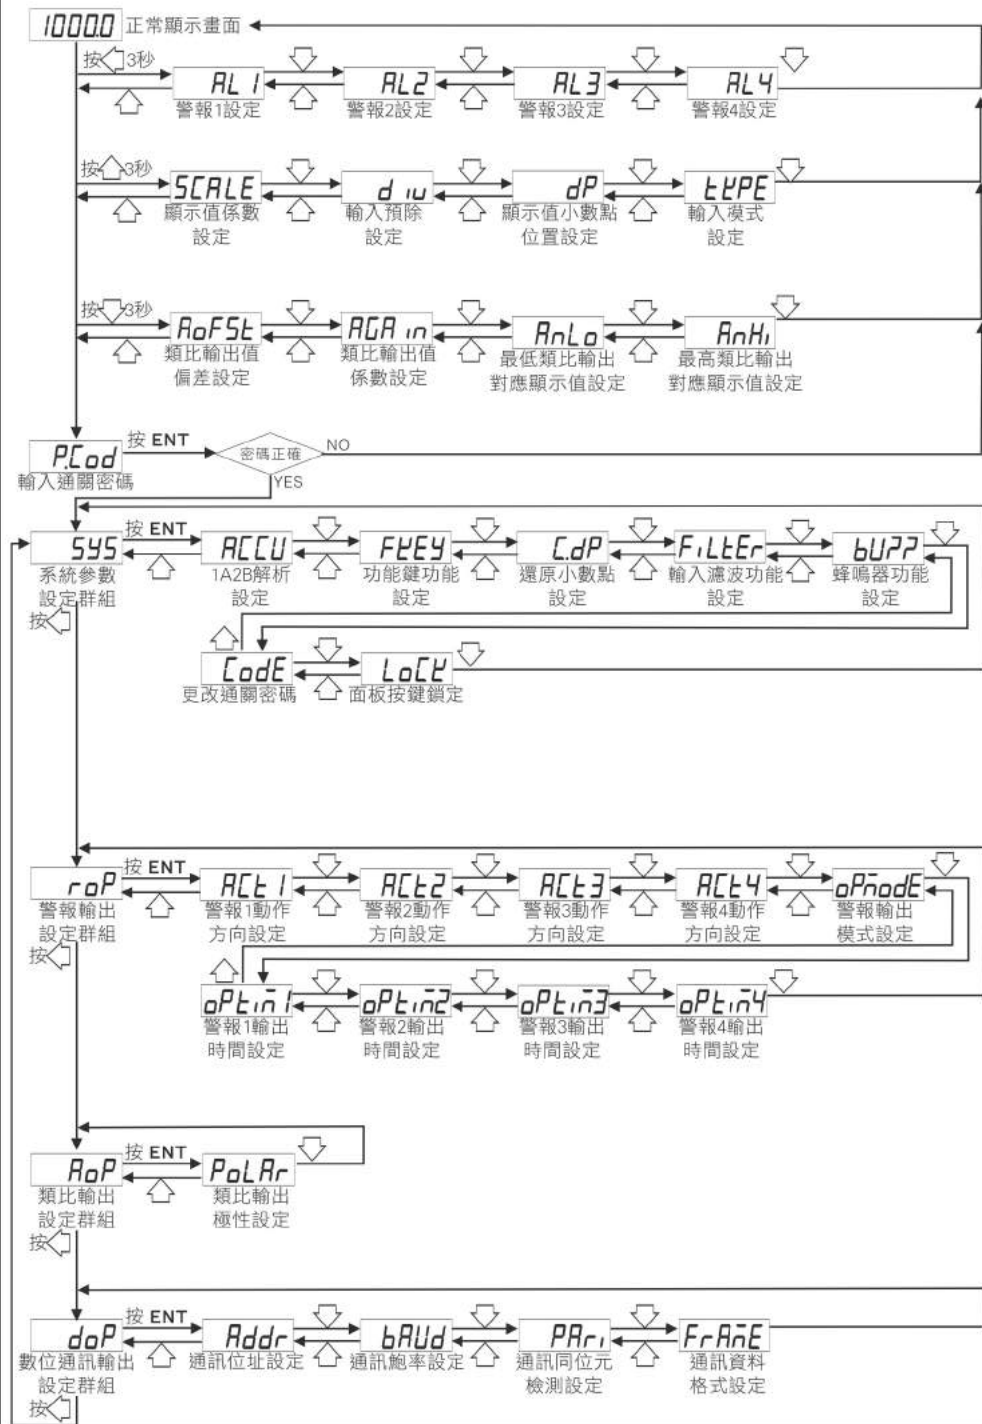 1000.0 正常顯示畫面
按 3秒
AL1 AL2 AL3 AL4
警報1設定 警報2設定 警報3設定 警報4設定
按 3秒
SCALE div dP tYPE
顯示值係數 輸入預除 顯示值小數點 輸入模式
設定 設定 位置設定 設定
按 3秒
AoFSt AGAin AnLo AnHi
類比輸出值 類比輸出值 最低類比輸出 最高類比輸出
偏差設定 係數設定 對應顯示值設定 對應顯示值設定
P.Cod 按 ENT 密碼正確 NO
輸入通關密碼 YES
按 ENT
SYS ACCU FKEY C.dP FiLtEr bUZZ
系統參數 1A2B解析 功能鍵功能 還原小數點 輸入濾波功能 蜂鳴器功能
設定群組 設定 設定 設定 設定 設定
按
CodE LoCK
更改通關密碼 面板按鍵鎖定
按 ENT
roP ACt1 ACt2 ACt3 ACt4 oPmodE
警報輸出 警報1動作 警報2動作 警報3動作 警報4動作 警報輸出
設定群組 方向設定 方向設定 方向設定 方向設定 模式設定
按
oPtim1 oPtim2 oPtim3 oPtim4
警報1輸出 警報2輸出 警報3輸出 警報4輸出
時間設定 時間設定 時間設定 時間設定
按 ENT
AoP PoLAr
類比輸出 類比輸出
設定群組 極性設定
按
按 ENT
doP Addr bAUd PAri FrAmE
數位通訊輸出 通訊位址設定 通訊鮑率設定 通訊同位元 通訊資料
設定群組 檢測設定 格式設定
按